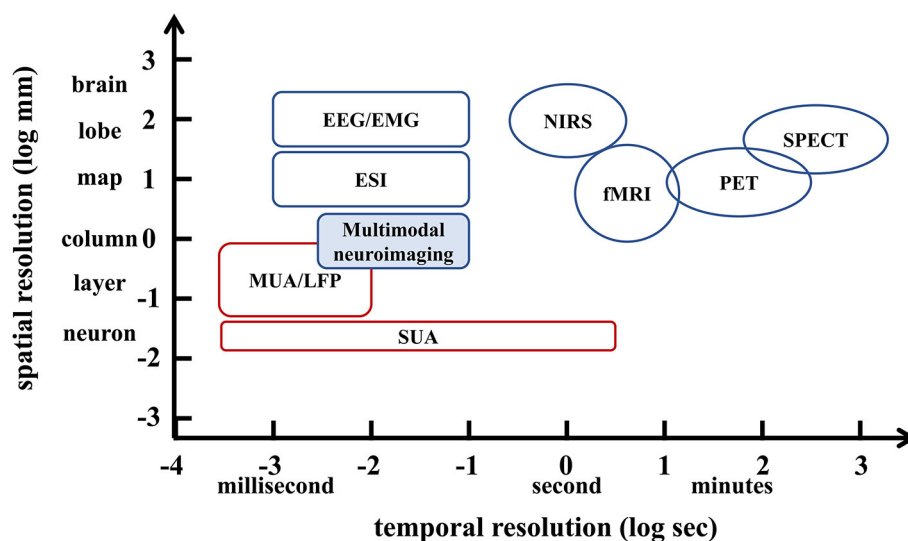 spatial resolution (log mm)
brain
lobe
map
column
layer
neuron
3
2
1
0
-1
-2
-3
EEG/EMG
ESI
Multimodal
neuroimaging
MUA/LFP
SUA
NIRS
fMRI
PET
SPECT
-4 -3 -2 -1 0 1 2 3
millisecond second minutes
temporal resolution (log sec)